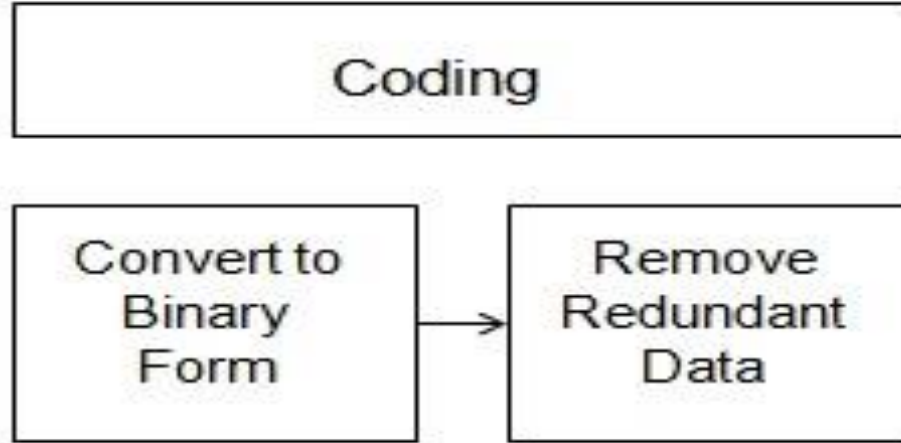 Coding
Convert to
Binary
Form
Remove
Redundant
Data